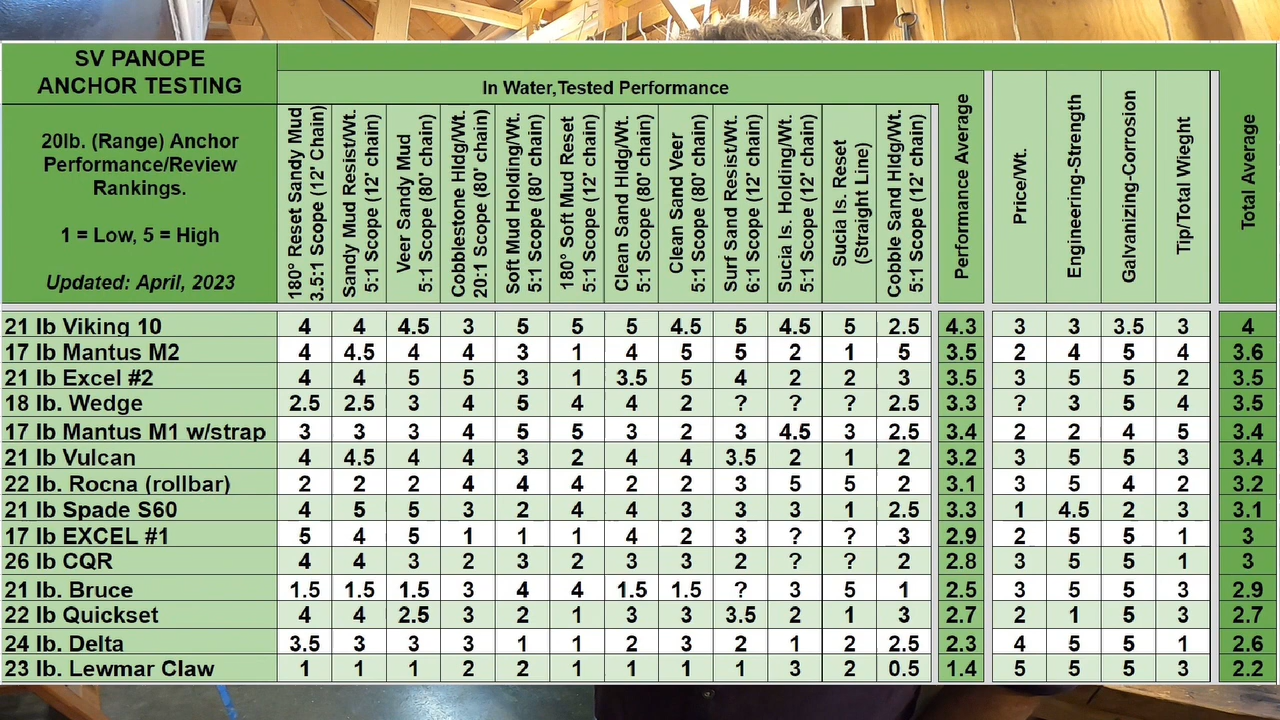 SV PANOPE
ANCHOR TESTING
20lb. (Range) Anchor
Performance/Review
Rankings.
1 = Low, 5 = High
Updated: April, 2023
In Water,Tested Performance
180° Reset Sandy Mud
3.5:1 Scope (12' Chain)
Sandy Mud Resist/Wt.
5:1 Scope (12' chain)
Veer Sandy Mud
5:1 Scope (80' chain)
Cobblestone Hldg/Wt.
20:1 Scope (80' chain)
Soft Mud Holding/Wt.
5:1 Scope (80' chain)
180° Soft Mud Reset
5:1 Scope (12' chain)
Clean Sand Hldg/Wt.
5:1 Scope (80' chain)
Clean Sand Veer
5:1 Scope (80' chain)
Surf Sand Resist/Wt.
6:1 Scope (12' chain)
Sucia Is. Holding/Wt.
5:1 Scope (12' chain)
Sucia Is. Reset
(Straight Line)
Cobble Sand Hld/Wt.
5:1 Scope (12' chain)
Performance Average
Price/Wt.
Engineering-Strength
Galvanizing-Corrosion
Tip/Total Wieght
Total Average
21 lb Viking 10 4 4 4.5 3 5 5 5 4.5 5 4.5 5 2.5 4.3 3 3 3.5 3 4
17 lb Mantus M2 4 4.5 4 4 3 1 4 5 5 2 1 5 3.5 2 4 5 4 3.6
21 lb Excel #2 4 4 5 5 3 1 3.5 5 4 2 2 3 3.5 3 5 5 2 3.5
18 lb. Wedge 2.5 2.5 3 4 5 4 4 2 ? ? ? 2.5 3.3 ? 3 5 4 3.5
17 lb Mantus M1 w/strap 3 3 3 4 5 5 3 2 3 4.5 3 2.5 3.4 2 2 4 5 3.4
21 lb Vulcan 4 4.5 4 4 3 2 4 4 3.5 2 1 2 3.2 3 5 5 3 3.4
22 lb. Rocna (rollbar) 2 2 2 4 4 4 2 2 3 5 5 2 3.1 3 5 4 2 3.2
21 lb Spade S60 4 5 5 3 2 4 4 3 3 3 1 2.5 3.3 1 4.5 2 3 3.1
17 lb EXCEL #1 5 4 5 1 1 1 4 2 3 ? ? 3 2.9 2 5 5 1 3
26 lb CQR 4 4 3 2 3 2 3 3 2 ? ? 2 2.8 3 5 5 1 3
21 lb. Bruce 1.5 1.5 1.5 3 4 4 1.5 1.5 ? 3 5 1 2.5 3 5 5 3 2.9
22 lb Quickset 4 4 2.5 3 2 1 3 3 3.5 2 1 3 2.7 2 1 5 3 2.7
24 lb. Delta 3.5 3 3 3 1 1 2 3 2 1 2 2.5 2.3 4 5 5 1 2.6
23 lb. Lewmar Claw 1 1 1 2 2 1 1 1 1 3 2 0.5 1.4 5 5 5 3 2.2